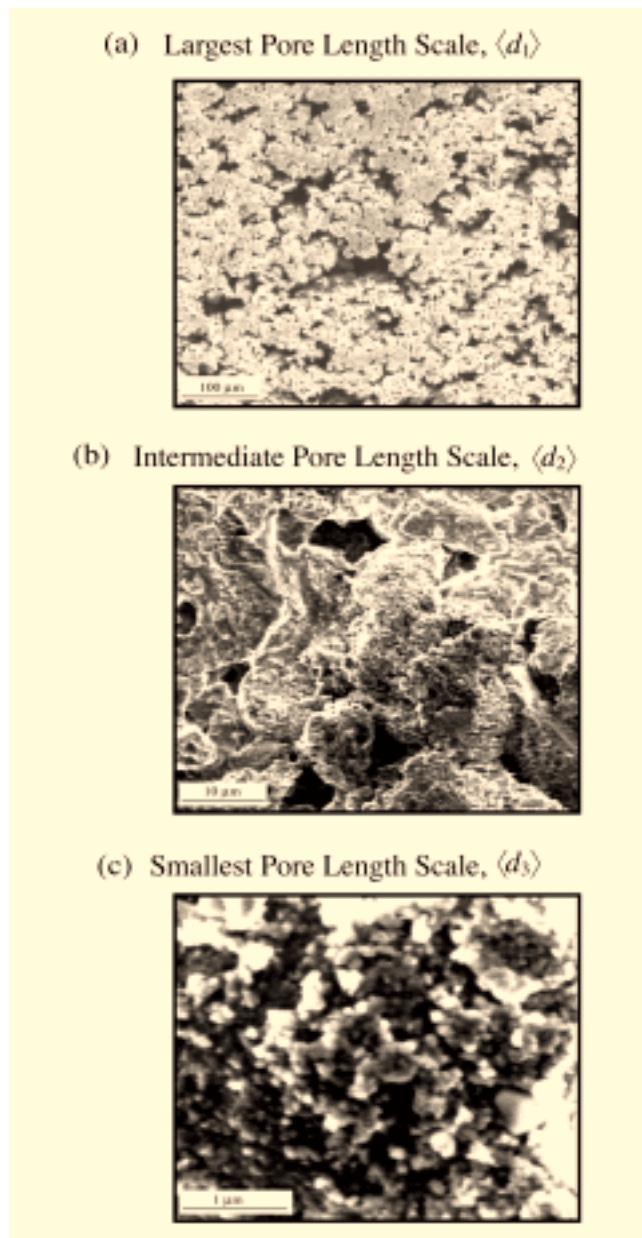 (a) Largest Pore Length Scale, ⟨d₁⟩
100 μm
(b) Intermediate Pore Length Scale, ⟨d₂⟩
10 μm
(c) Smallest Pore Length Scale, ⟨d₃⟩
1 μm